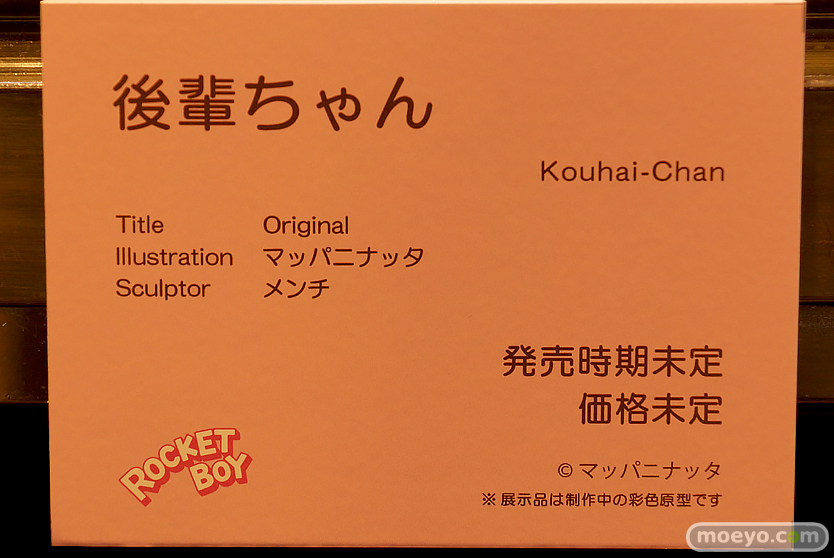 後輩ちゃん
Kouhai-Chan
Title Original
Illustration マッパニナッタ
Sculptor メンチ
発売時期未定
価格未定
ROCKET
BOY
© マッパニナッタ
※展示品は制作中の彩色原型です
moeyo.com